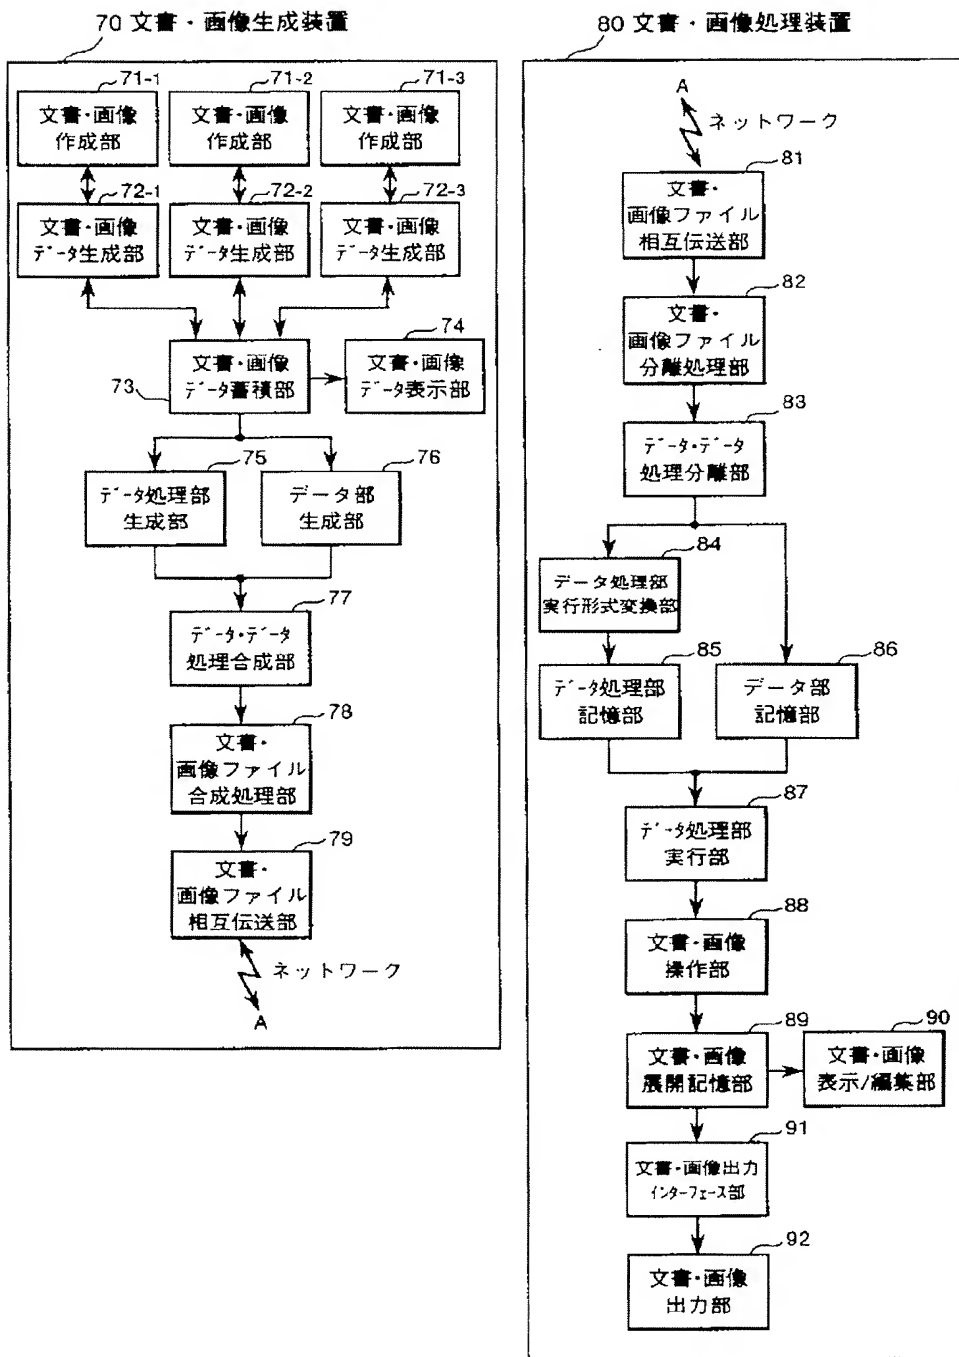 70 文書・画像生成装置
71-1
文書・画像
作成部
71-2
文書・画像
作成部
71-3
文書・画像
作成部
72-1
文書・画像
データ生成部
72-2
文書・画像
データ生成部
72-3
文書・画像
データ生成部
73
文書・画像
データ蓄積部
74
文書・画像
データ表示部
75
データ処理部
生成部
76
データ部
生成部
77
データ・データ
処理合成部
78
文書・
画像ファイル
合成処理部
79
文書・
画像ファイル
相互伝送部
ネットワーク
A
80 文書・画像処理装置
A
ネットワーク
81
文書・
画像ファイル
相互伝送部
82
文書・
画像ファイル
分離処理部
83
データ・データ
処理分離部
84
データ処理部
実行形式変換部
85
データ処理部
記憶部
86
データ部
記憶部
87
データ処理部
実行部
88
文書・画像
操作部
89
文書・画像
展開記憶部
90
文書・画像
表示/編集部
91
文書・画像出力
インターフェース部
92
文書・画像
出力部